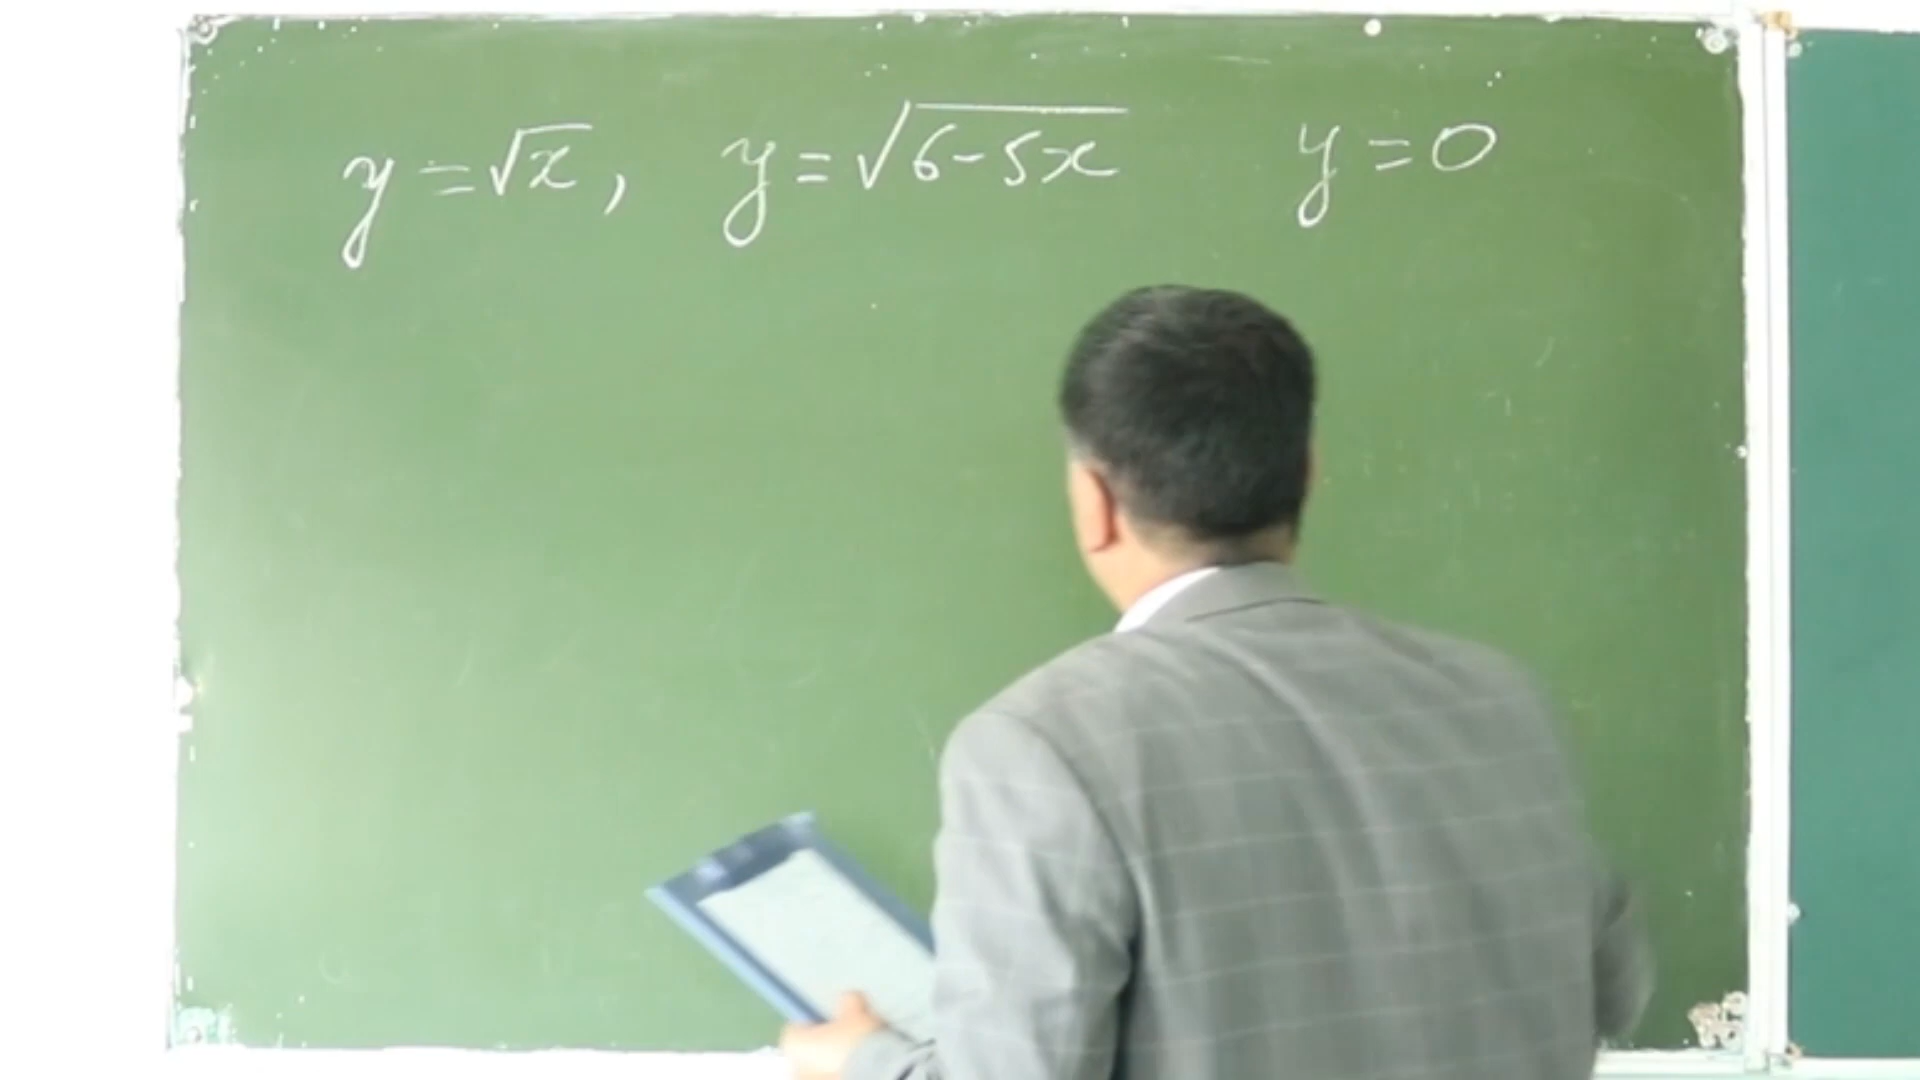 y = √x, y = √(6-5x) y = 0